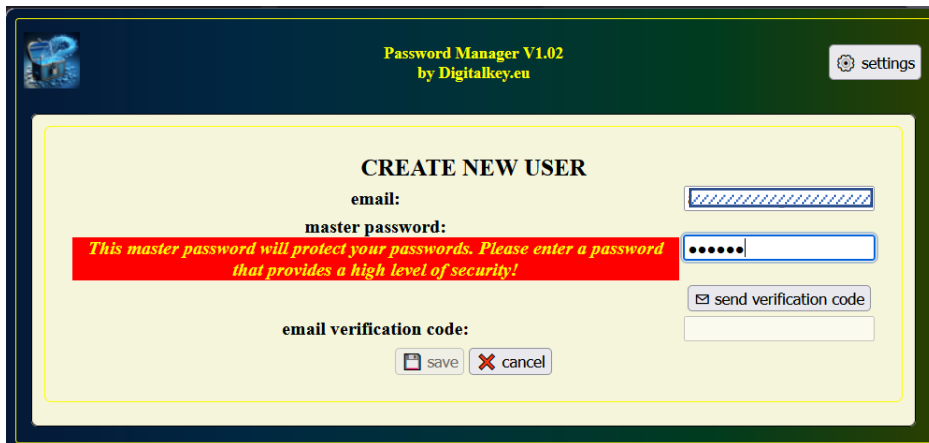 Password Manager V1.02
by Digitalkey.eu
settings
CREATE NEW USER
email:
master password:
This master password will protect your passwords. Please enter a password
that provides a high level of security!
••••••
send verification code
email verification code:
save
cancel